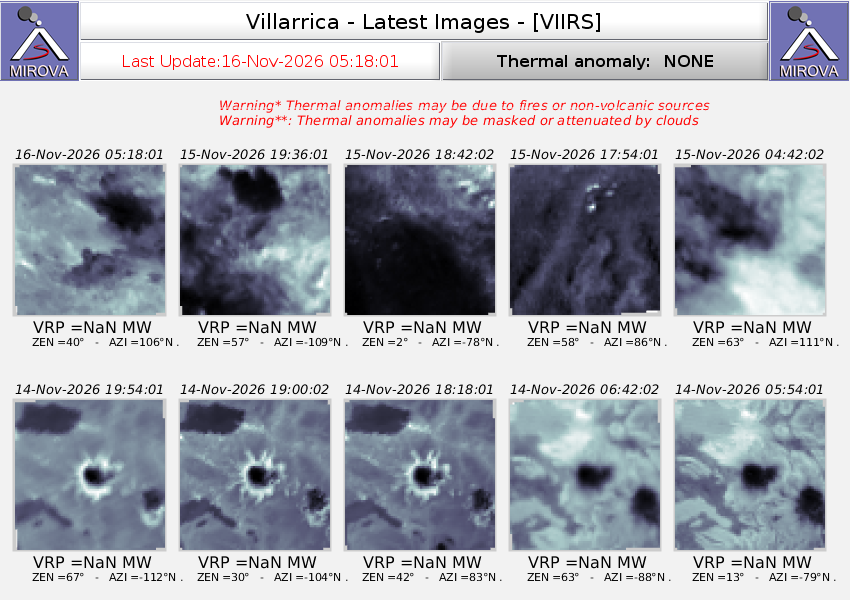 Villarrica - Latest Images - [VIIRS]
MIROVA
Last Update:16-Nov-2026 05:18:01
Thermal anomaly: NONE
MIROVA
Warning* Thermal anomalies may be due to fires or non-volcanic sources
Warning**: Thermal anomalies may be masked or attenuated by clouds
16-Nov-2026 05:18:01
15-Nov-2026 19:36:01
15-Nov-2026 18:42:02
15-Nov-2026 17:54:01
15-Nov-2026 04:42:02
VRP =NaN MW
VRP =NaN MW
VRP =NaN MW
VRP =NaN MW
VRP =NaN MW
ZEN =40° - AZI =106°N .
ZEN =57° - AZI =-109°N .
ZEN =2° - AZI =-78°N .
ZEN =58° - AZI =86°N .
ZEN =63° - AZI =111°N .
14-Nov-2026 19:54:01
14-Nov-2026 19:00:02
14-Nov-2026 18:18:01
14-Nov-2026 06:42:02
14-Nov-2026 05:54:01
VRP =NaN MW
VRP =NaN MW
VRP =NaN MW
VRP =NaN MW
VRP =NaN MW
ZEN =67° - AZI =-112°N .
ZEN =30° - AZI =-104°N .
ZEN =42° - AZI =83°N .
ZEN =63° - AZI =-88°N .
ZEN =13° - AZI =-79°N .